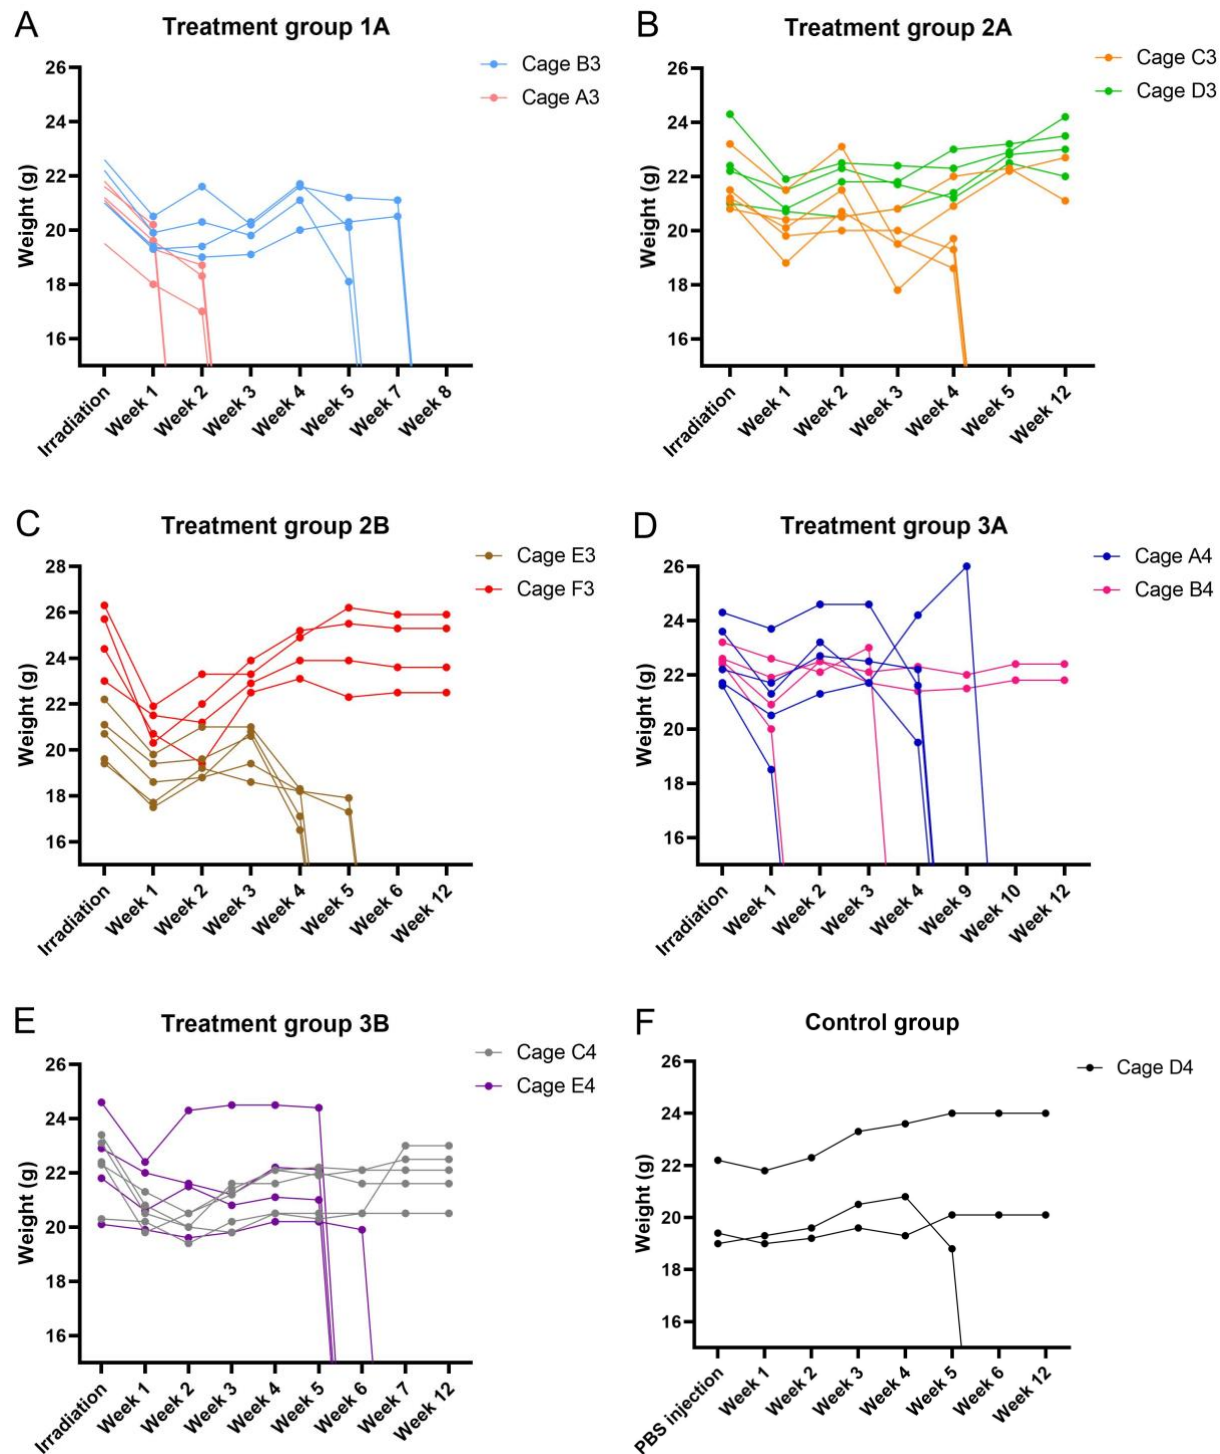 A
Treatment group 1A
Cage B3
Cage A3
Weight (g)
26
24
22
20
18
16
Irradiation
Week 1
Week 2
Week 3
Week 4
Week 5
Week 7
Week 8
B
Treatment group 2A
Cage C3
Cage D3
Weight (g)
26
24
22
20
18
16
Irradiation
Week 1
Week 2
Week 3
Week 4
Week 5
Week 12
C
Treatment group 2B
Cage E3
Cage F3
Weight (g)
28
26
24
22
20
18
16
Irradiation
Week 1
Week 2
Week 3
Week 4
Week 5
Week 6
Week 12
D
Treatment group 3A
Cage A4
Cage B4
Weight (g)
26
24
22
20
18
16
Irradiation
Week 1
Week 2
Week 3
Week 4
Week 9
Week 10
Week 12
E
Treatment group 3B
Cage C4
Cage E4
Weight (g)
26
24
22
20
18
16
Irradiation
Week 1
Week 2
Week 3
Week 4
Week 5
Week 6
Week 7
Week 12
F
Control group
Cage D4
Weight (g)
26
24
22
20
18
16
PBS injection
Week 1
Week 2
Week 3
Week 4
Week 5
Week 6
Week 12